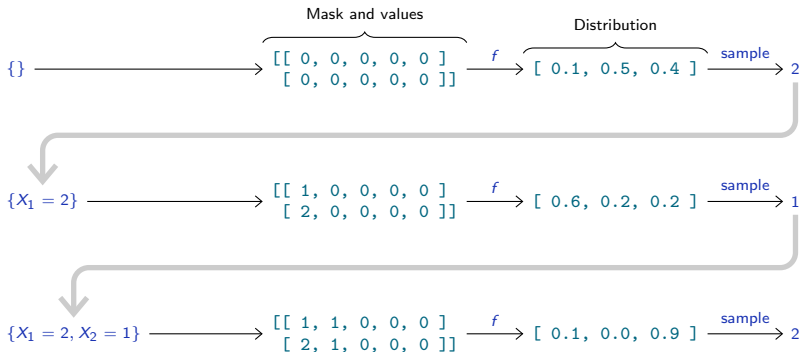 Mask and values
Distribution
{} [[ 0, 0, 0, 0, 0 ] f [ 0.1, 0.5, 0.4 ] sample 2
[ 0, 0, 0, 0, 0 ]]
{X₁ = 2} [[ 1, 0, 0, 0, 0 ] f [ 0.6, 0.2, 0.2 ] sample 1
[ 2, 0, 0, 0, 0 ]]
{X₁ = 2, X₂ = 1} [[ 1, 1, 0, 0, 0 ] f [ 0.1, 0.0, 0.9 ] sample 2
[ 2, 1, 0, 0, 0 ]]